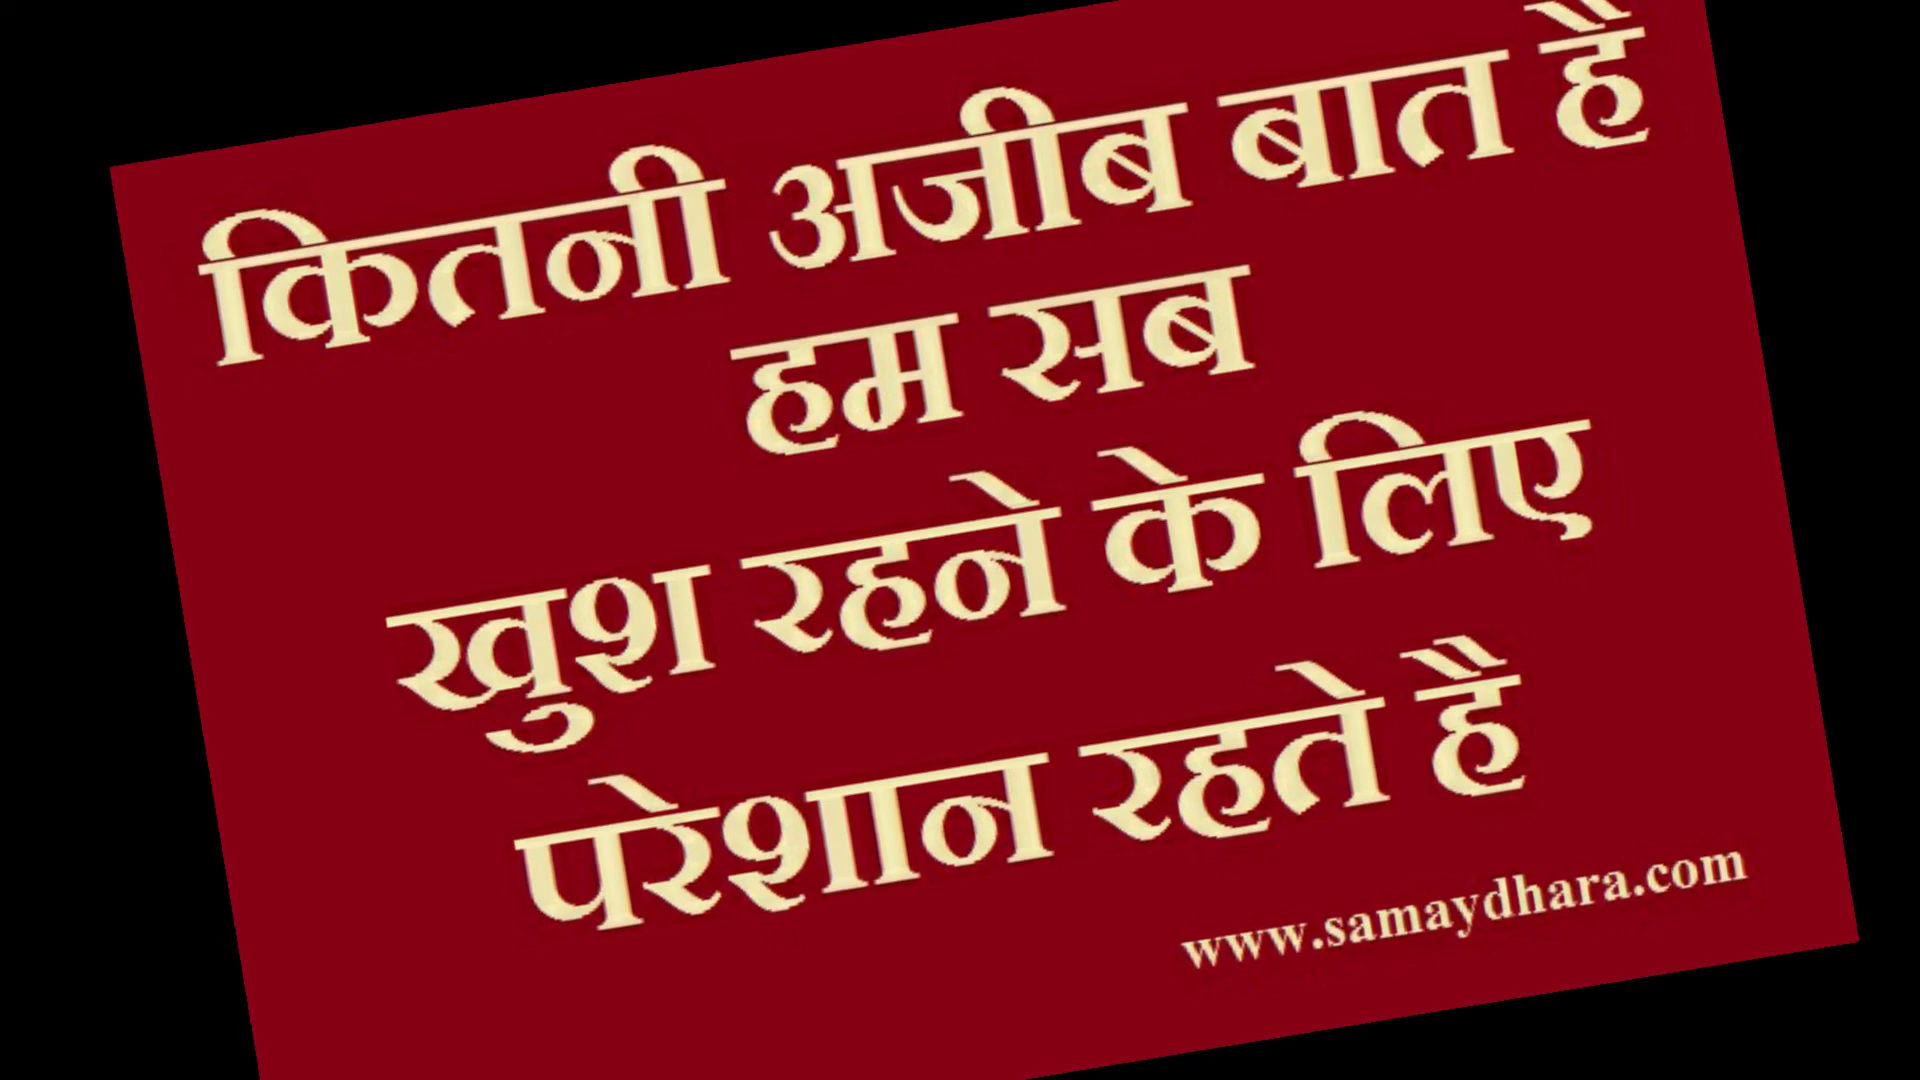 कितनी अजीब बात है
हम सब
खुश रहने के लिए
परेशान रहते है
www.samaydhara.com